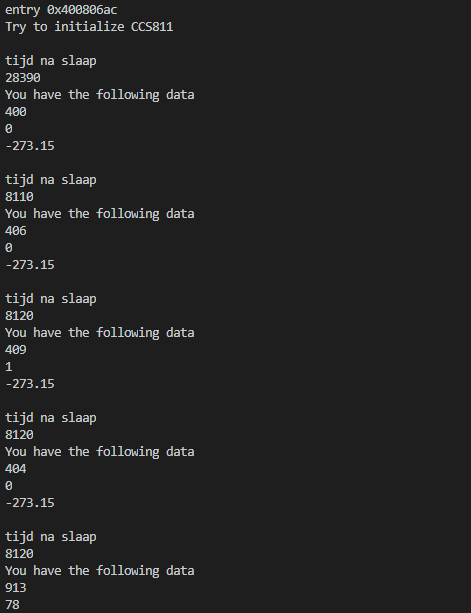 entry 0x400806ac
Try to initialize CCS811
tijd na slaap
28390
You have the following data
400
0
-273.15
tijd na slaap
8110
You have the following data
406
0
-273.15
tijd na slaap
8120
You have the following data
409
1
-273.15
tijd na slaap
8120
You have the following data
404
0
-273.15
tijd na slaap
8120
You have the following data
913
78